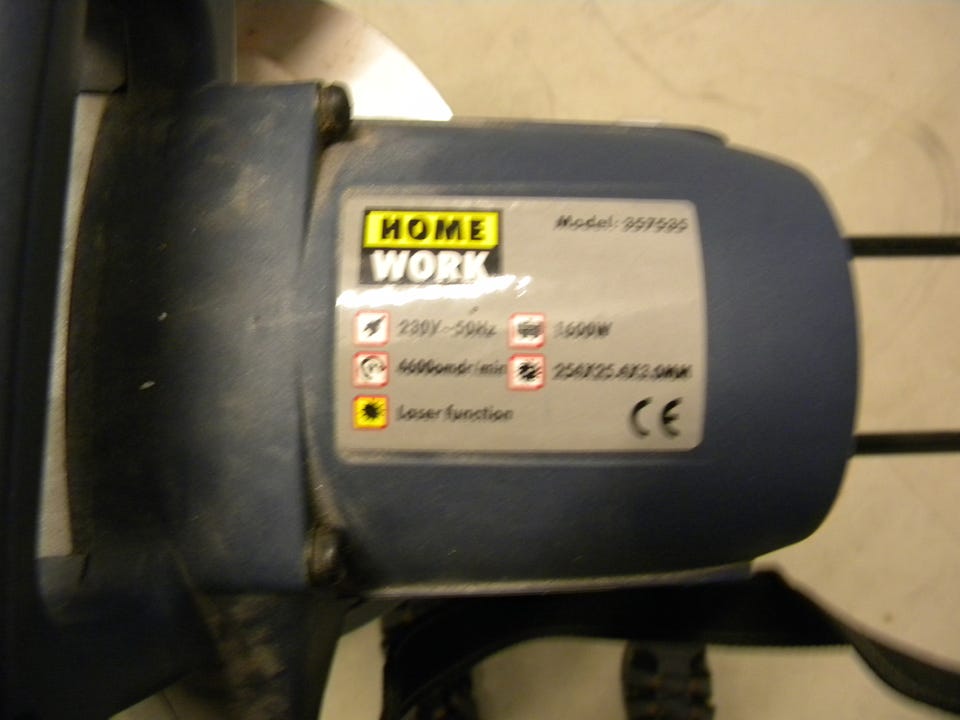 HOME
WORK
Model: 357535
230V~50Hz
1600W
4600omdr/min
254X25.4X3.0MM
Laser function
CE